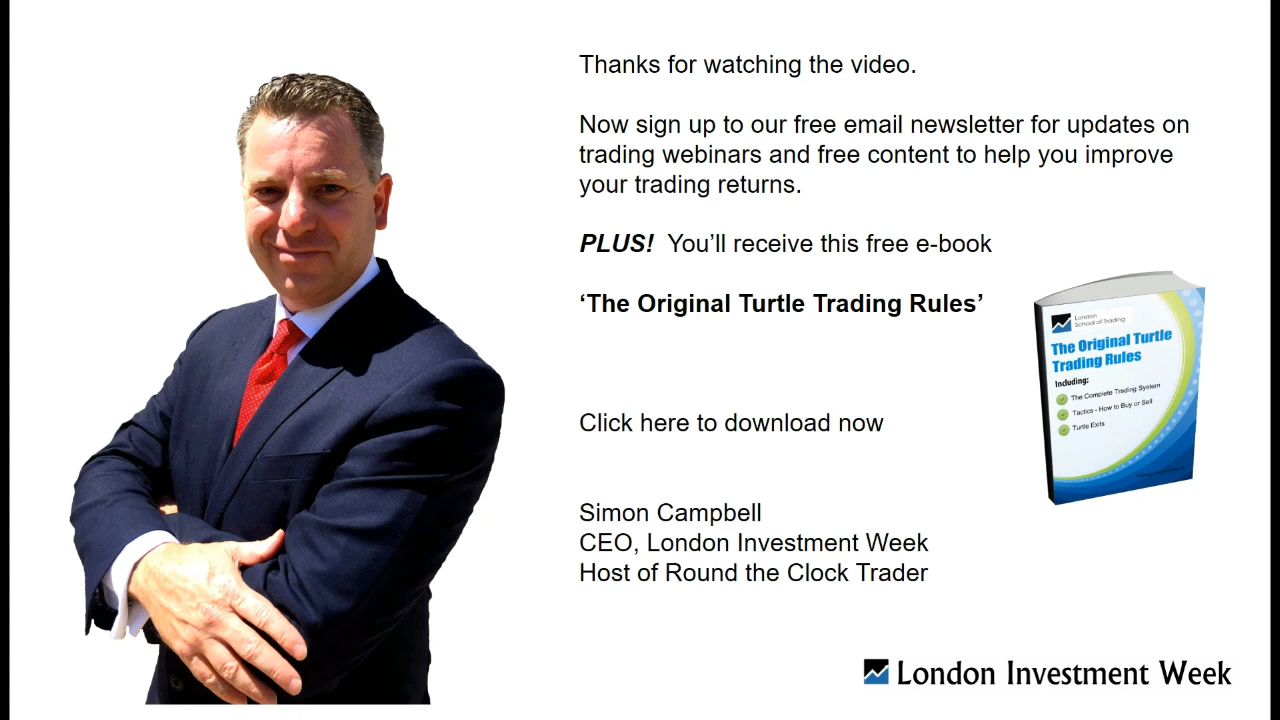 Thanks for watching the video.
Now sign up to our free email newsletter for updates on
trading webinars and free content to help you improve
your trading returns.
PLUS! You’ll receive this free e-book
‘The Original Turtle Trading Rules’
London
School of Trading
The Original Turtle
Trading Rules
Including:
The Complete Trading System
Tactics - How to Buy or Sell
Turtle Exits
Click here to download now
Simon Campbell
CEO, London Investment Week
Host of Round the Clock Trader
London Investment Week